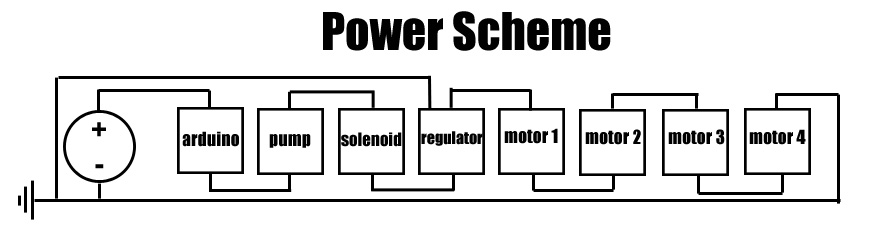 Power Scheme
+
-
arduino pump solenoid regulator motor 1 motor 2 motor 3 motor 4